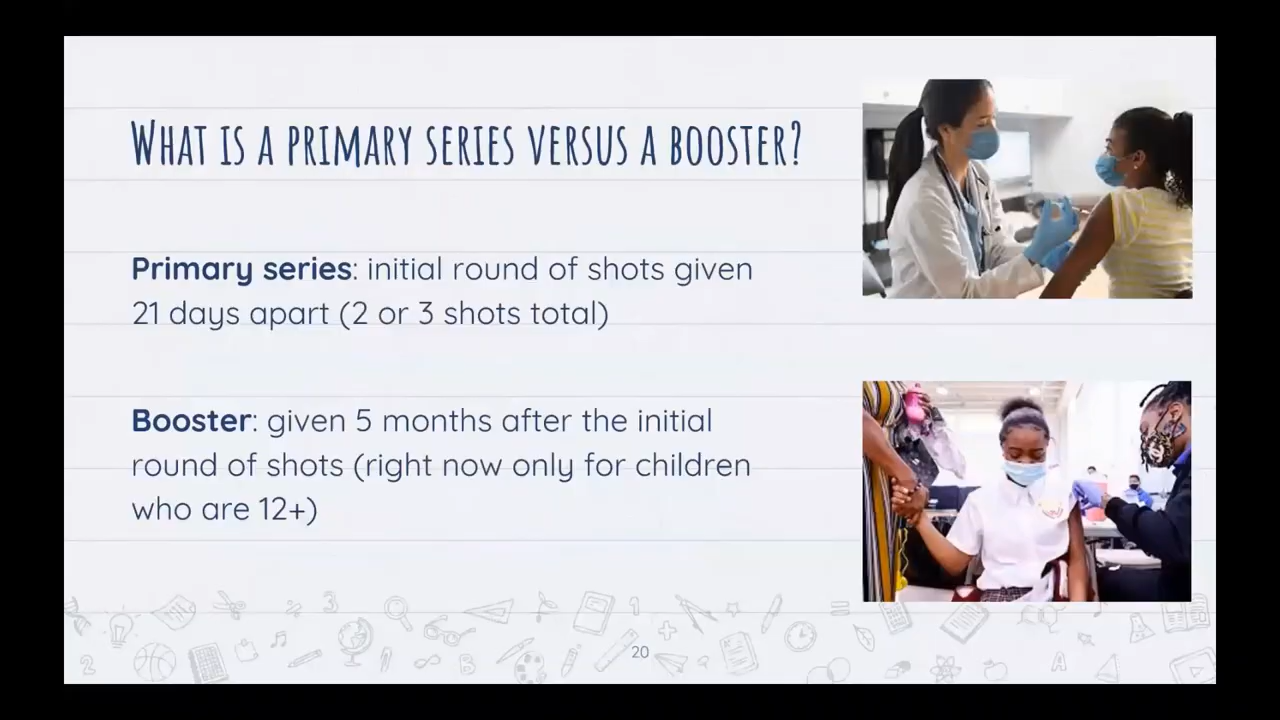 WHAT IS A PRIMARY SERIES VERSUS A BOOSTER?
Primary series: initial round of shots given
21 days apart (2 or 3 shots total)
Booster: given 5 months after the initial
round of shots (right now only for children
who are 12+)
20